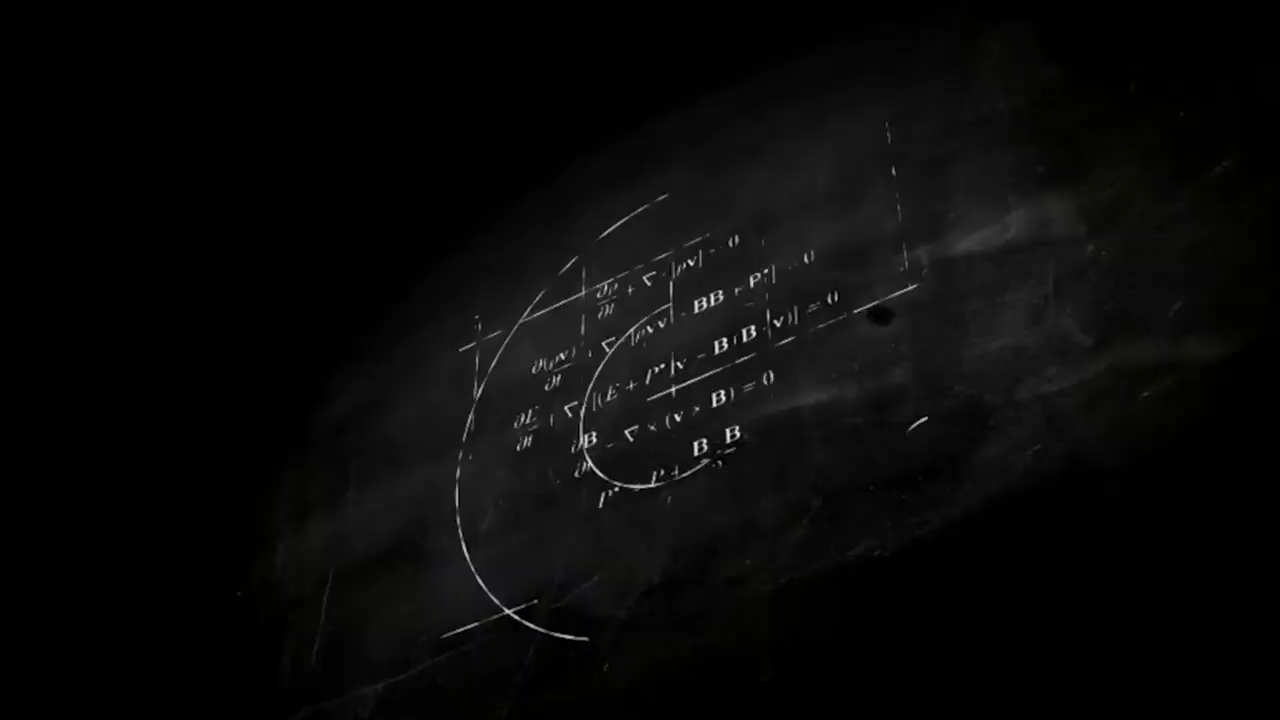 ∂ρ/∂t + ∇ · [ρv] = 0
∂(ρv)/∂t + ∇ · [ρvv − BB + P*] = 0
∂E/∂t + ∇ · [(E + P*)v − B(B · v)] = 0
∂B/∂t − ∇ × (v × B) = 0
P* = P + B · B